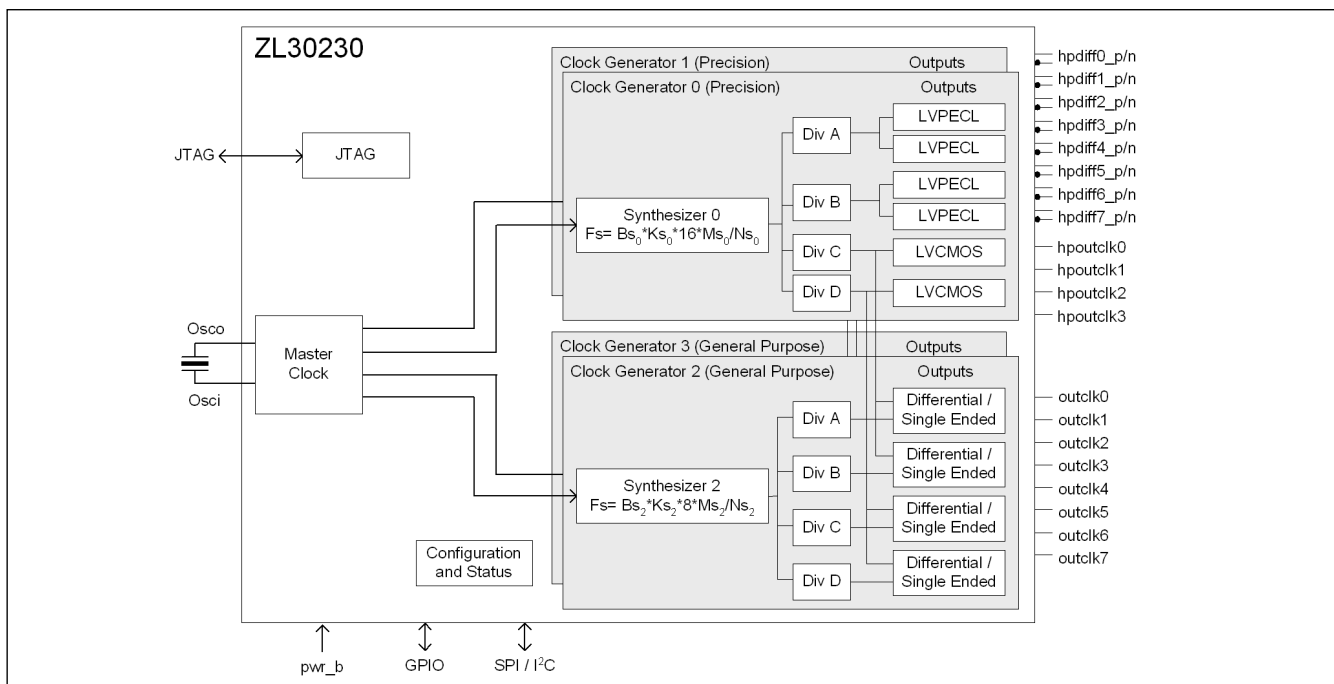 ZL30230
Clock Generator 1 (Precision) Outputs
Clock Generator 0 (Precision) Outputs
JTAG
JTAG
Synthesizer 0
Fs= Bs₀*Ks₀*16*Ms₀/Ns₀
Div A
Div B
Div C
Div D
LVPECL
LVPECL
LVPECL
LVPECL
LVCMOS
LVCMOS
hpdiff0_p/n
hpdiff1_p/n
hpdiff2_p/n
hpdiff3_p/n
hpdiff4_p/n
hpdiff5_p/n
hpdiff6_p/n
hpdiff7_p/n
hpoutclk0
hpoutclk1
hpoutclk2
hpoutclk3
Osco
Osci
Master
Clock
Clock Generator 3 (General Purpose) Outputs
Clock Generator 2 (General Purpose) Outputs
Synthesizer 2
Fs= Bs₂*Ks₂*8*Ms₂/Ns₂
Div A
Div B
Div C
Div D
Differential /
Single Ended
Differential /
Single Ended
Differential /
Single Ended
Differential /
Single Ended
outclk0
outclk1
outclk2
outclk3
outclk4
outclk5
outclk6
outclk7
Configuration
and Status
pwr_b
GPIO
SPI / I²C